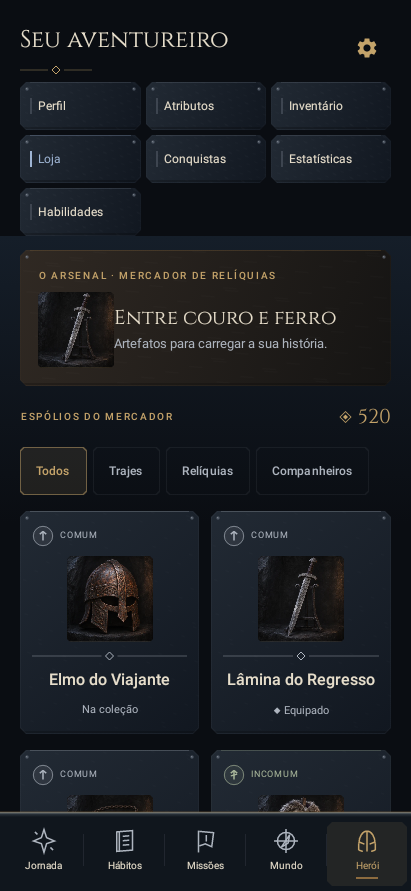 Seu aventureiro
Perfil
Atributos
Inventário
Loja
Conquistas
Estatísticas
Habilidades
O ARSENAL · MERCADOR DE RELÍQUIAS
Entre couro e ferro
Artefatos para carregar a sua história.
ESPÓLIOS DO MERCADOR
520
Todos
Trajes
Relíquias
Companheiros
COMUM
COMUM
Elmo do Viajante
Lâmina do Regresso
Na coleção
◆ Equipado
COMUM
INCOMUM
Jornada
Hábitos
Missões
Mundo
Herói